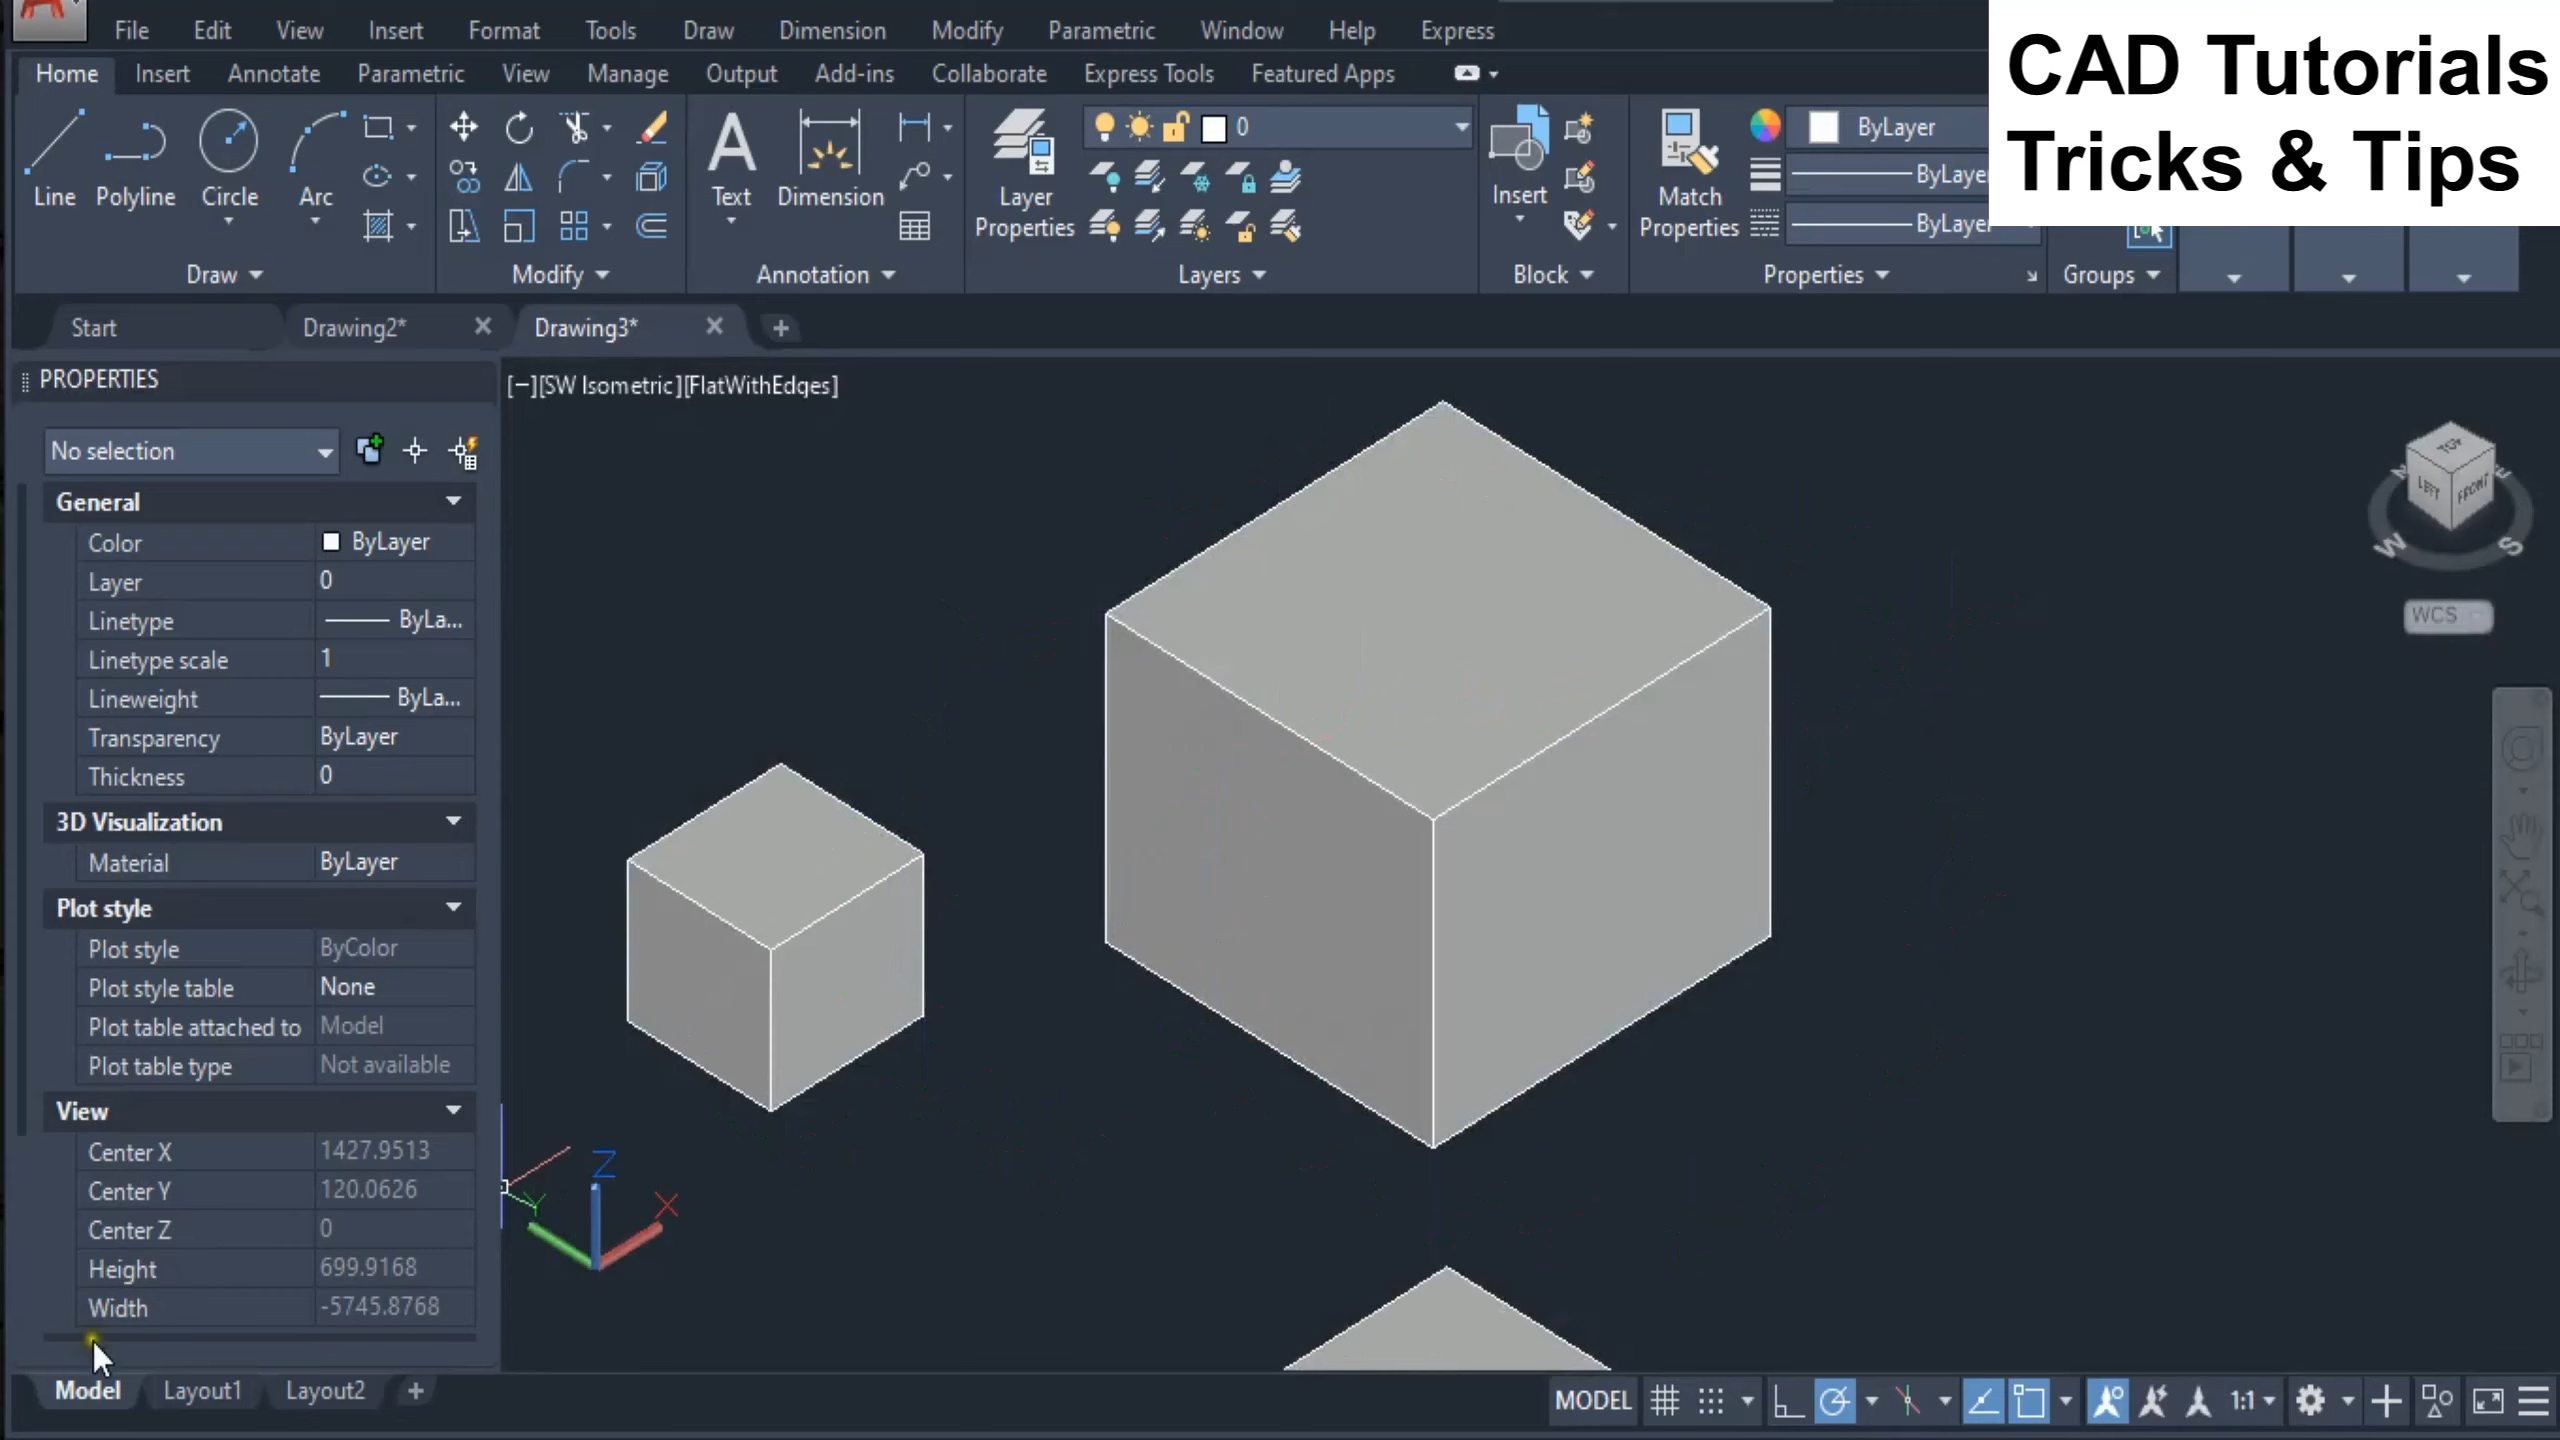 CAD Tutorials
Tricks & Tips
File Edit View Insert Format Tools Draw Dimension Modify Parametric Window Help Express
Home Insert Annotate Parametric View Manage Output Add-ins Collaborate Express Tools Featured Apps
Line Polyline Circle Arc
Text Dimension
Layer
Properties
0
Insert
Match
Properties
ByLayer
ByLayer
ByLayer
Draw Modify Annotation Layers Block Properties Groups
Start Drawing2* Drawing3*
PROPERTIES
[−][SW Isometric][FlatWithEdges]
No selection
General
Color ByLayer
Layer 0
Linetype ByLa...
Linetype scale 1
Lineweight ByLa...
Transparency ByLayer
Thickness 0
3D Visualization
Material ByLayer
Plot style
Plot style ByColor
Plot style table None
Plot table attached to Model
Plot table type Not available
View
Center X 1427.9513
Center Y 120.0626
Center Z 0
Height 699.9168
Width -5745.8768
TOP
LEFT FRONT
N E
W S
WCS
Z
Y X
Model Layout1 Layout2
MODEL 1:1